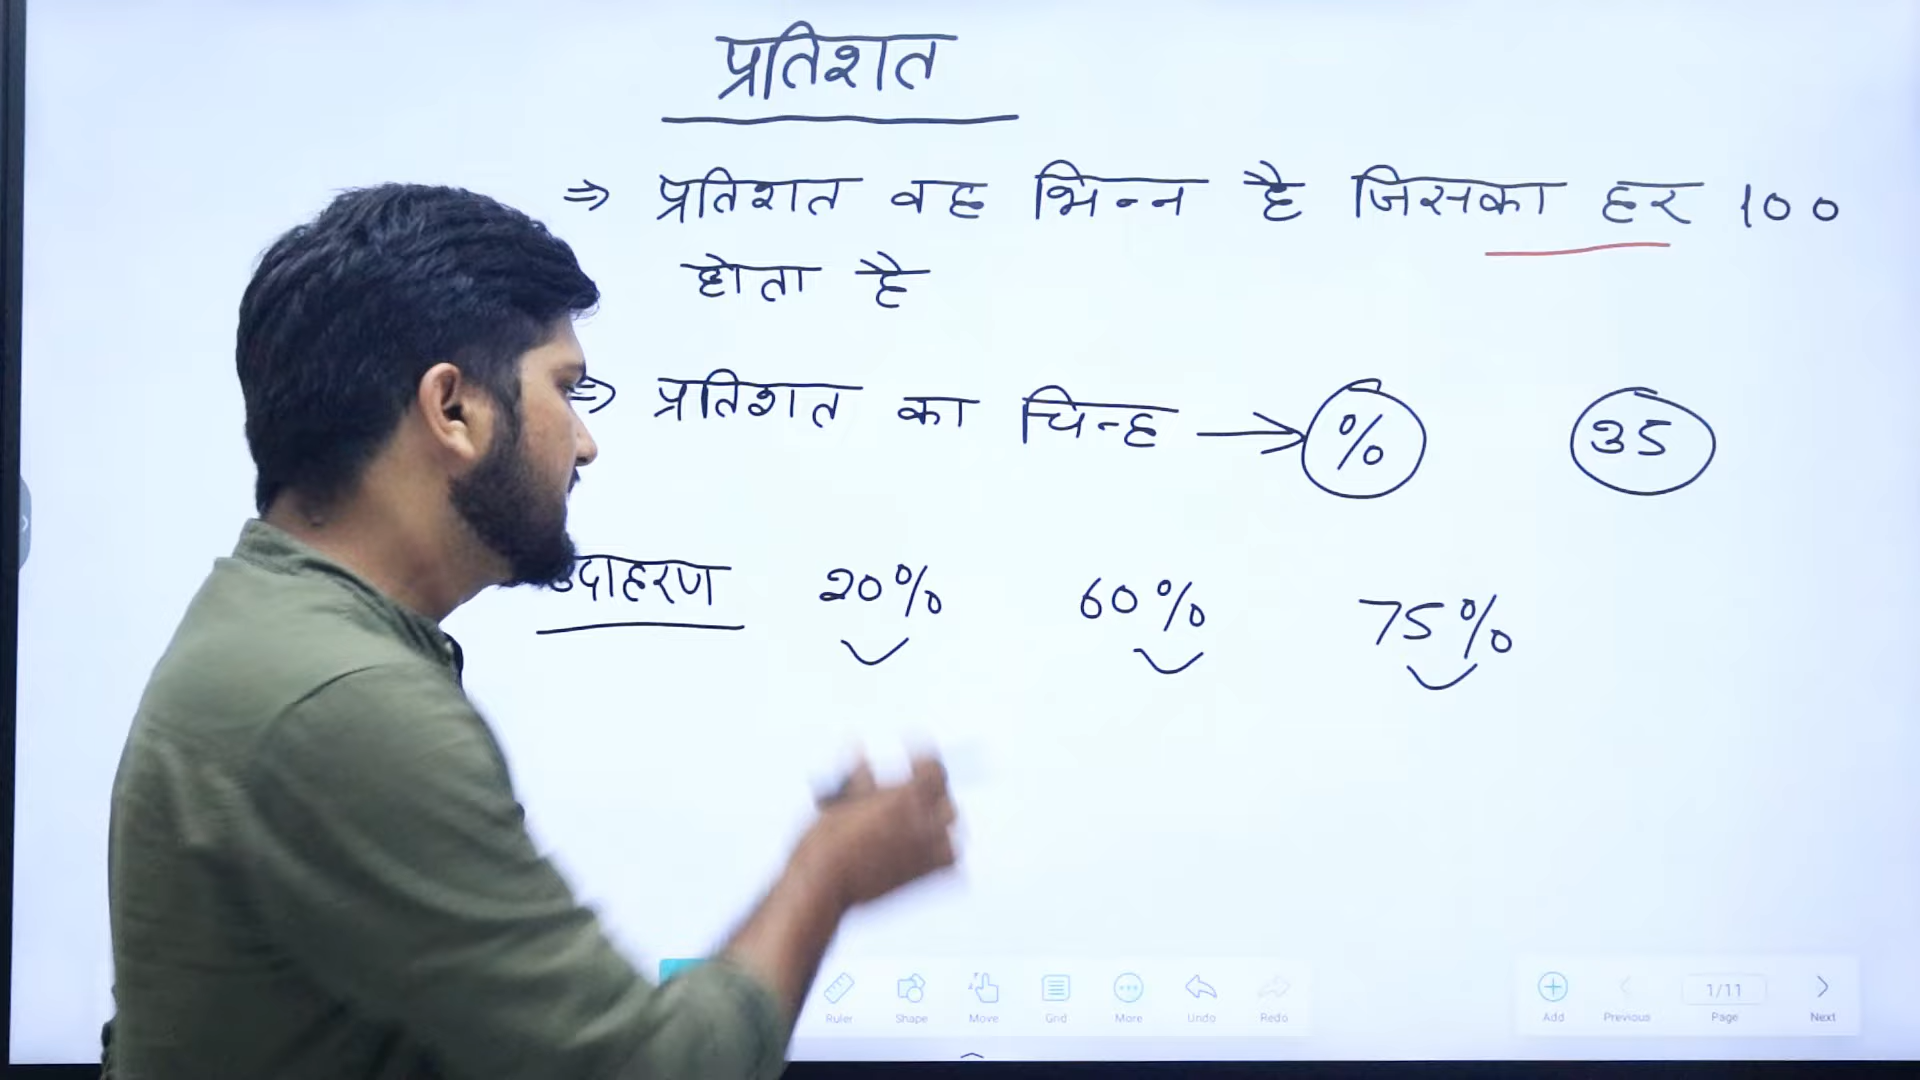 प्रतिशत
⇒ प्रतिशत वह भिन्न है जिसका हर 100
होता है
⇒ प्रतिशत का चिन्ह → % 35
उदाहरण 20% 60% 75%
Ruler Shape Move Grid More Undo Redo Add Previous 1/11 Page Next